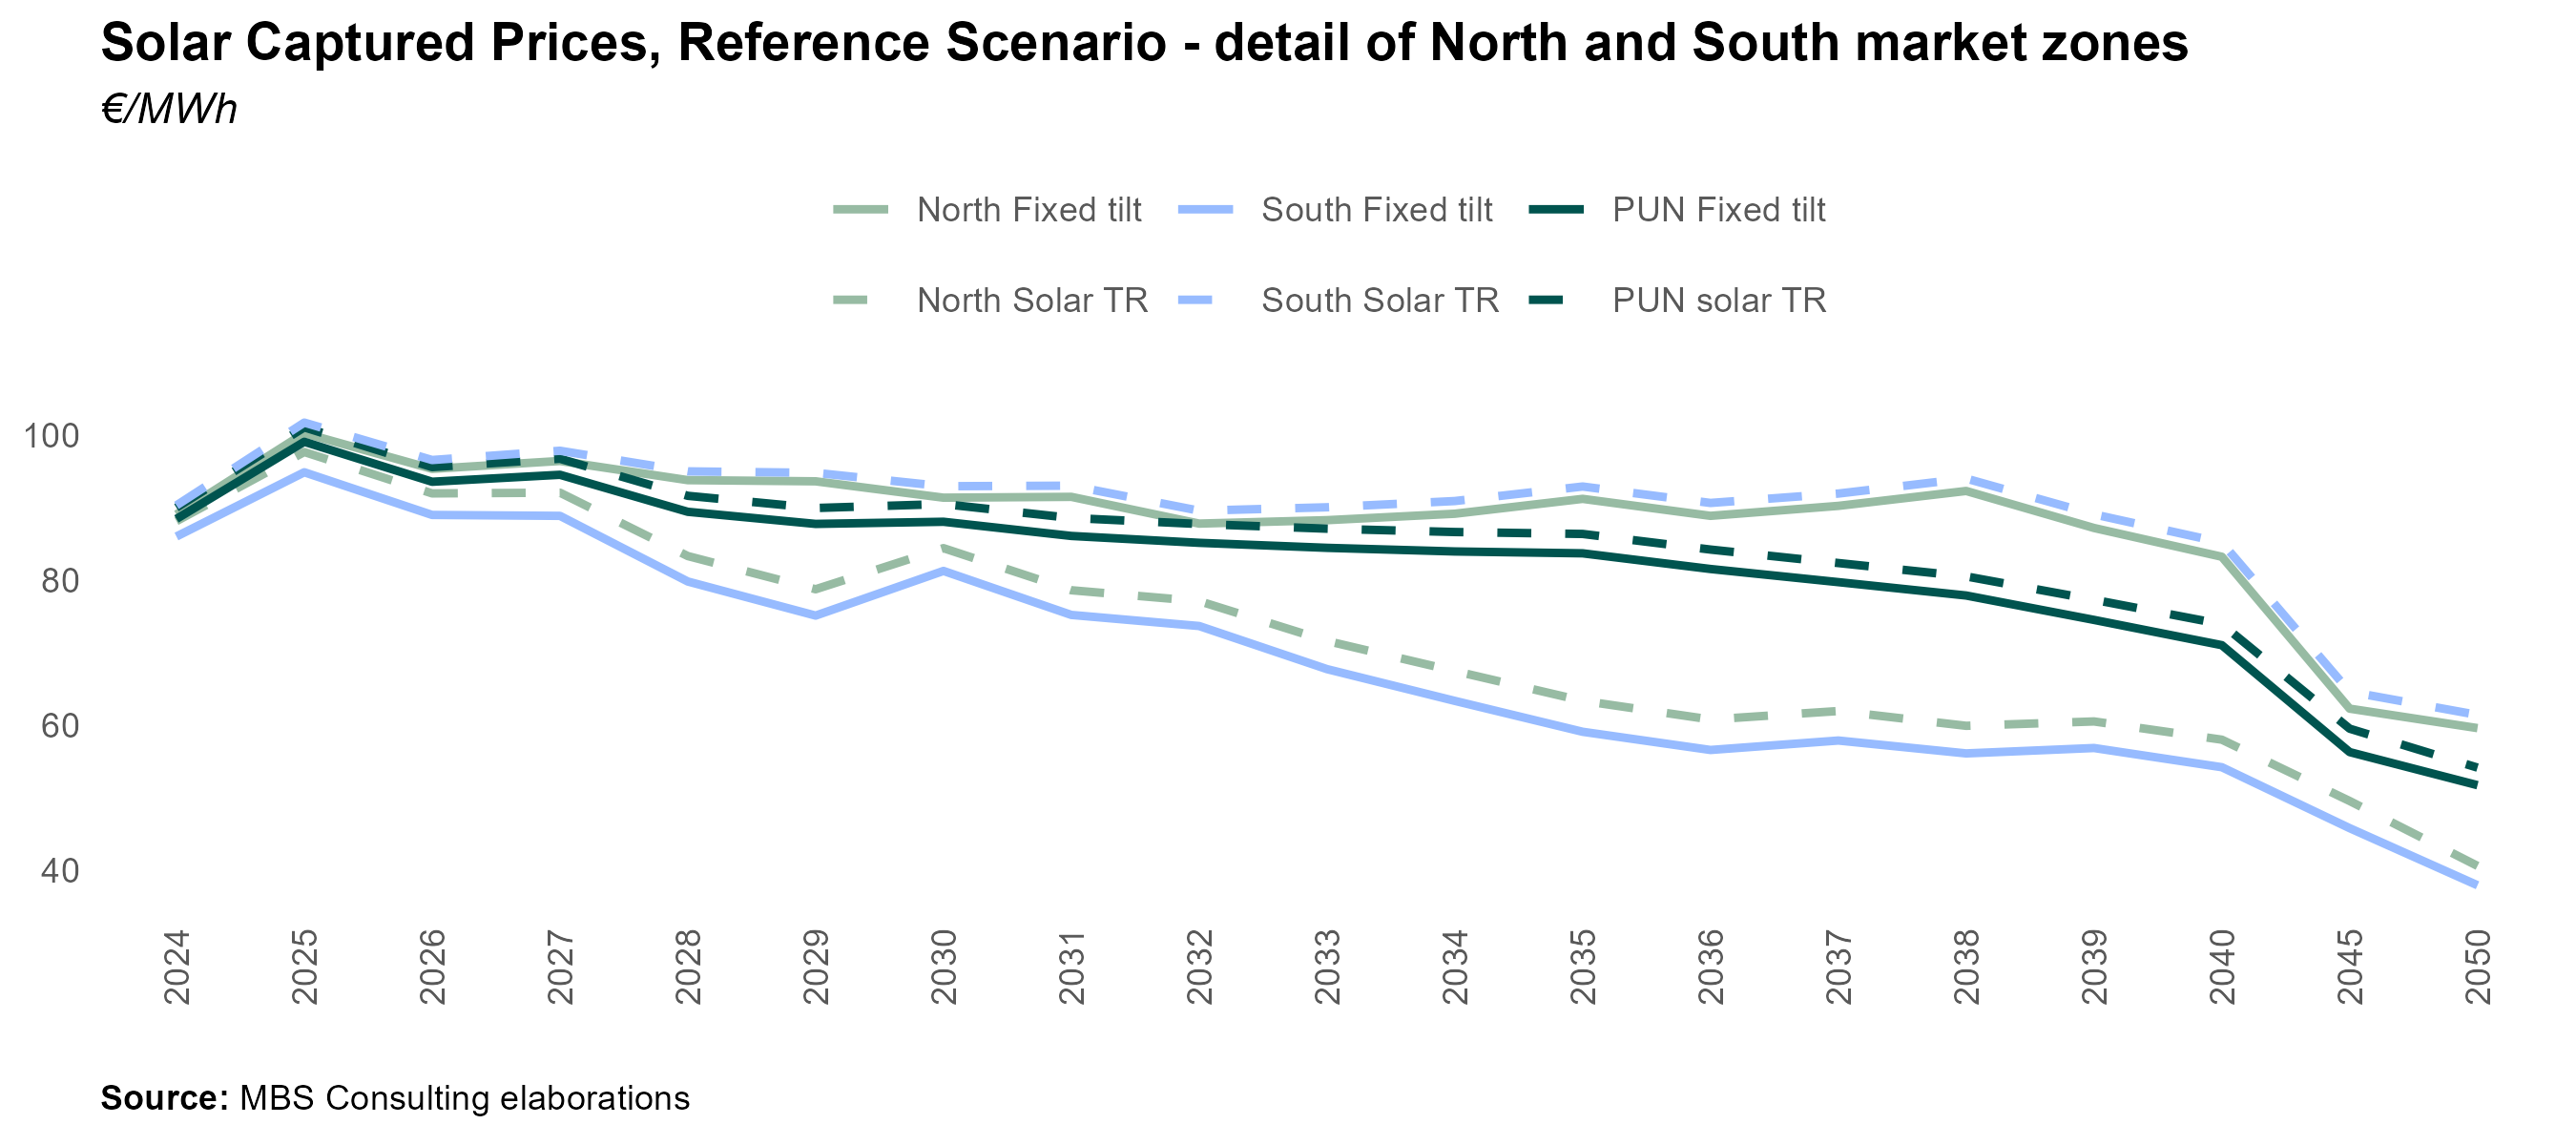 Solar Captured Prices, Reference Scenario - detail of North and South market zones
€/MWh
North Fixed tilt South Fixed tilt PUN Fixed tilt
North Solar TR South Solar TR PUN solar TR
100
80
60
40
2024 2025 2026 2027 2028 2029 2030 2031 2032 2033 2034 2035 2036 2037 2038 2039 2040 2045 2050
Source: MBS Consulting elaborations